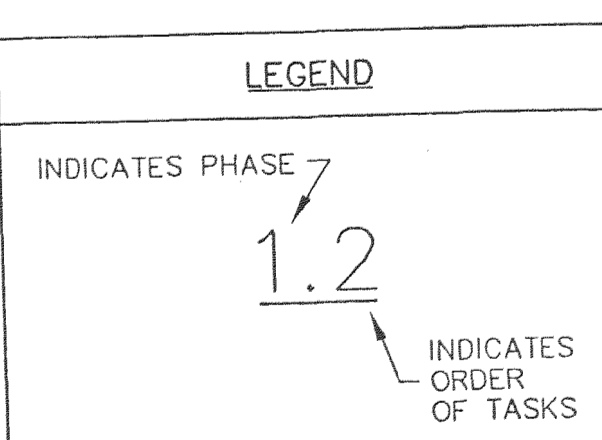 LEGEND
INDICATES PHASE
1.2
INDICATES
ORDER
OF TASKS